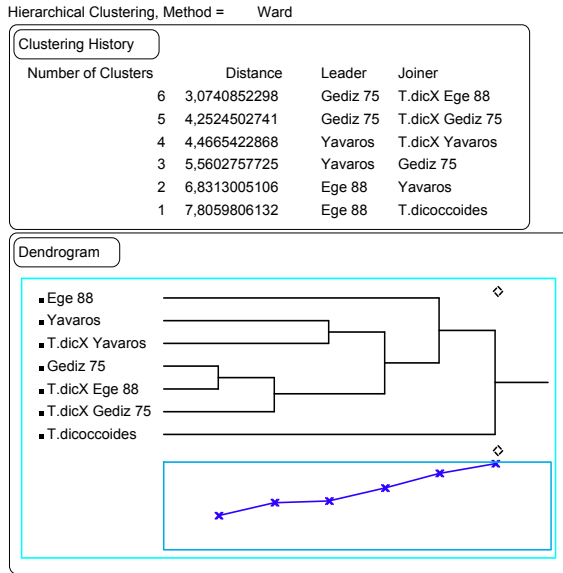 Hierarchical Clustering, Method = Ward
Clustering History
Number of Clusters Distance Leader Joiner
6 3,0740852298 Gediz 75 T.dicX Ege 88
5 4,2524502741 Gediz 75 T.dicX Gediz 75
4 4,4665422868 Yavaros T.dicX Yavaros
3 5,5602757725 Yavaros Gediz 75
2 6,8313005106 Ege 88 Yavaros
1 7,8059806132 Ege 88 T.dicoccoides
Dendrogram
Ege 88
Yavaros
T.dicX Yavaros
Gediz 75
T.dicX Ege 88
T.dicX Gediz 75
T.dicoccoides